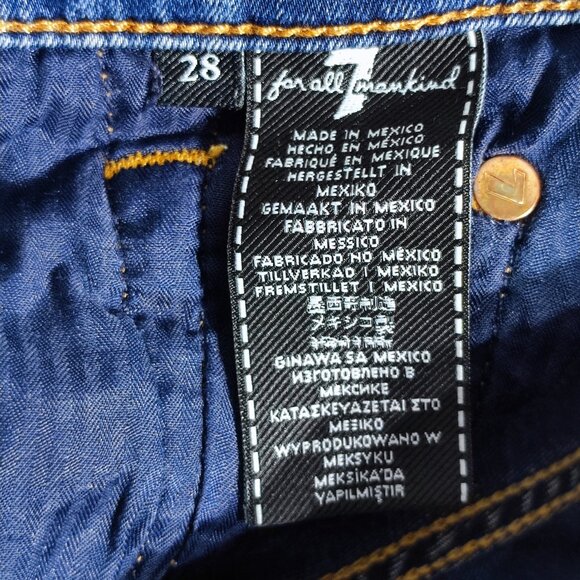 28
7
for all mankind
MADE IN MEXICO
HECHO EN MÉXICO
FABRIQUÉ EN MEXIQUE
HERGESTELLT IN
MEXIKO
GEMAAKT IN MEXICO
FABBRICATO IN
MESSICO
FABRICADO NO MÉXICO
TILLVERKAD I MEXIKO
FREMSTILLET I MEXICO
墨西哥制造
メキシコ製
GINAWA SA MEXICO
ИЗГОТОВЛЕНО В
МЕКСИКЕ
ΚΑΤΑΣΚΕΥΑΖΕΤΑΙ ΣΤΟ
ΜΕΞΙΚΟ
WYPRODUKOWANO W
MEKSYKU
MEKSİKA'DA
YAPILMIŞTIR
7